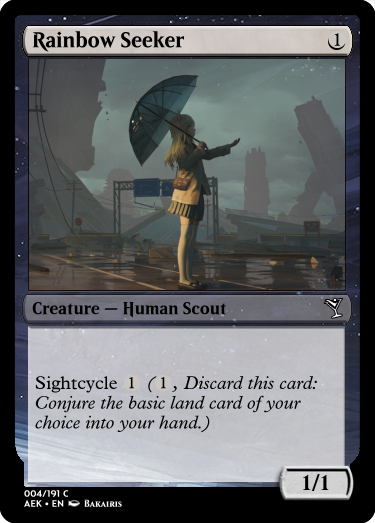 Rainbow Seeker 1
Creature — Human Scout
Sightcycle 1 (1, Discard this card:
Conjure the basic land card of your
choice into your hand.)
1/1
004/191 C
AEK • EN Bakairis